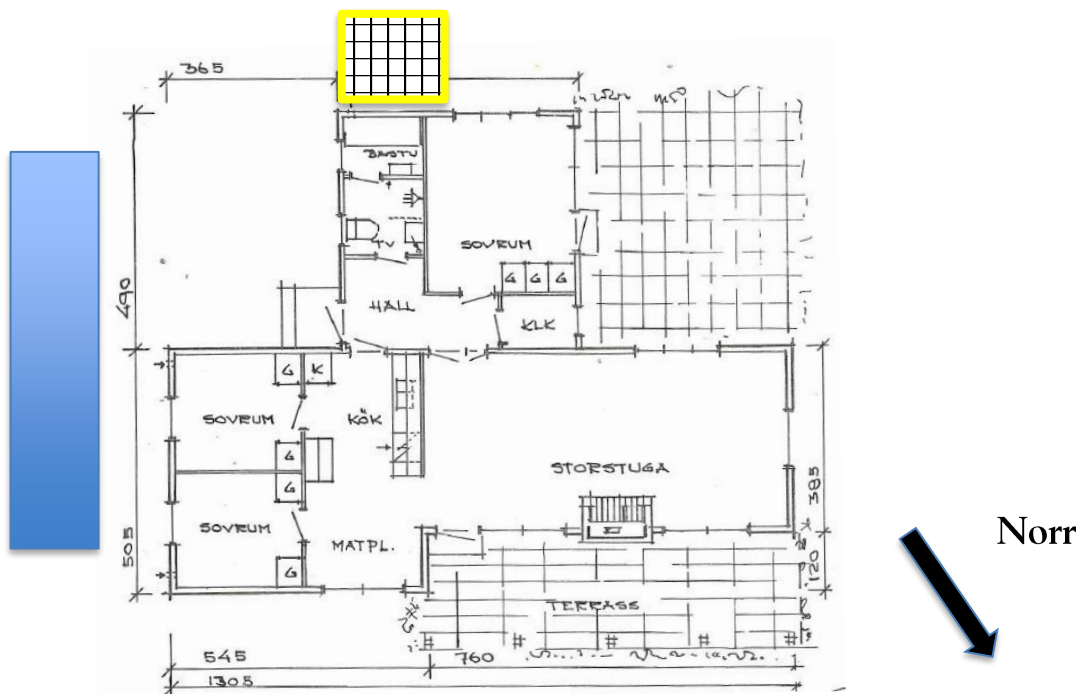 365
BASTU
TV
SOVRUM
G G G
HALL
KLK
490
G K
SOVRUM
KÖK
G
STORSTUGA
385
G
SOVRUM
MATPL.
505
G
120
Norr
TERRASS
545
760
1305